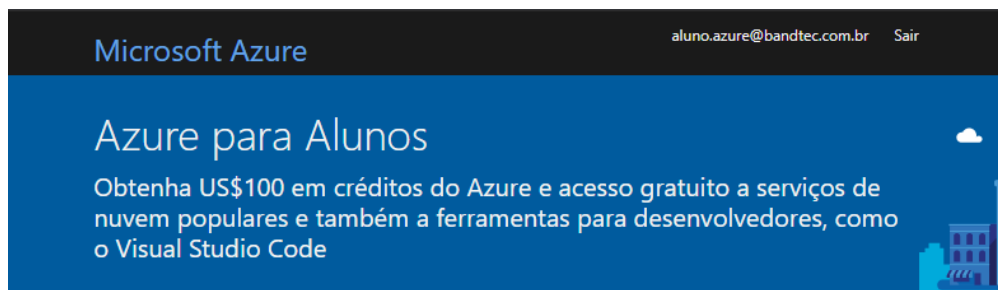 Microsoft Azure
aluno.azure@bandtec.com.br Sair
Azure para Alunos
Obtenha US$100 em créditos do Azure e acesso gratuito a serviços de
nuvem populares e também a ferramentas para desenvolvedores, como
o Visual Studio Code